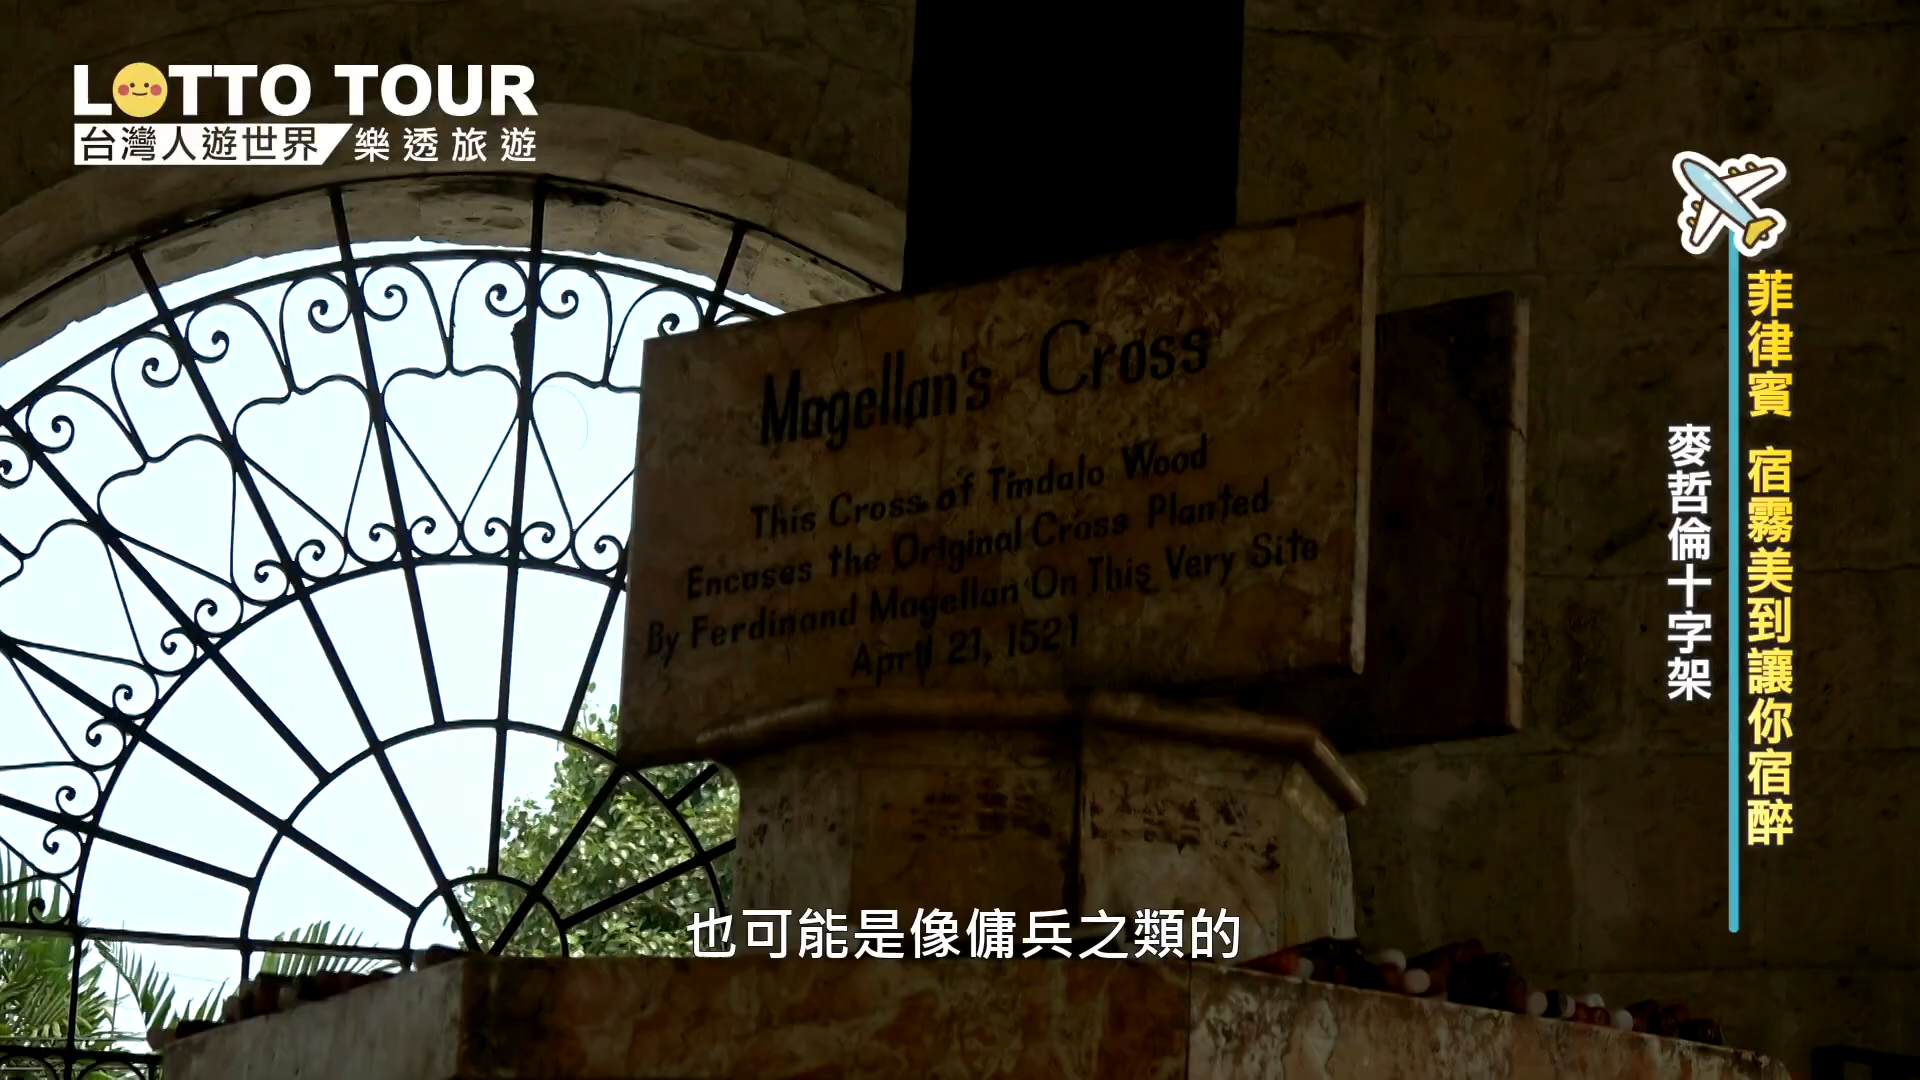 LOTTO TOUR
台灣人遊世界 樂透旅遊
菲律賓 宿霧美到讓你宿醉
麥哲倫十字架
Magellan's Cross
This Cross of Tindalo Wood
Encases the Original Cross Planted
By Ferdinand Magellan On This Very Site
April 21, 1521
也可能是像傭兵之類的